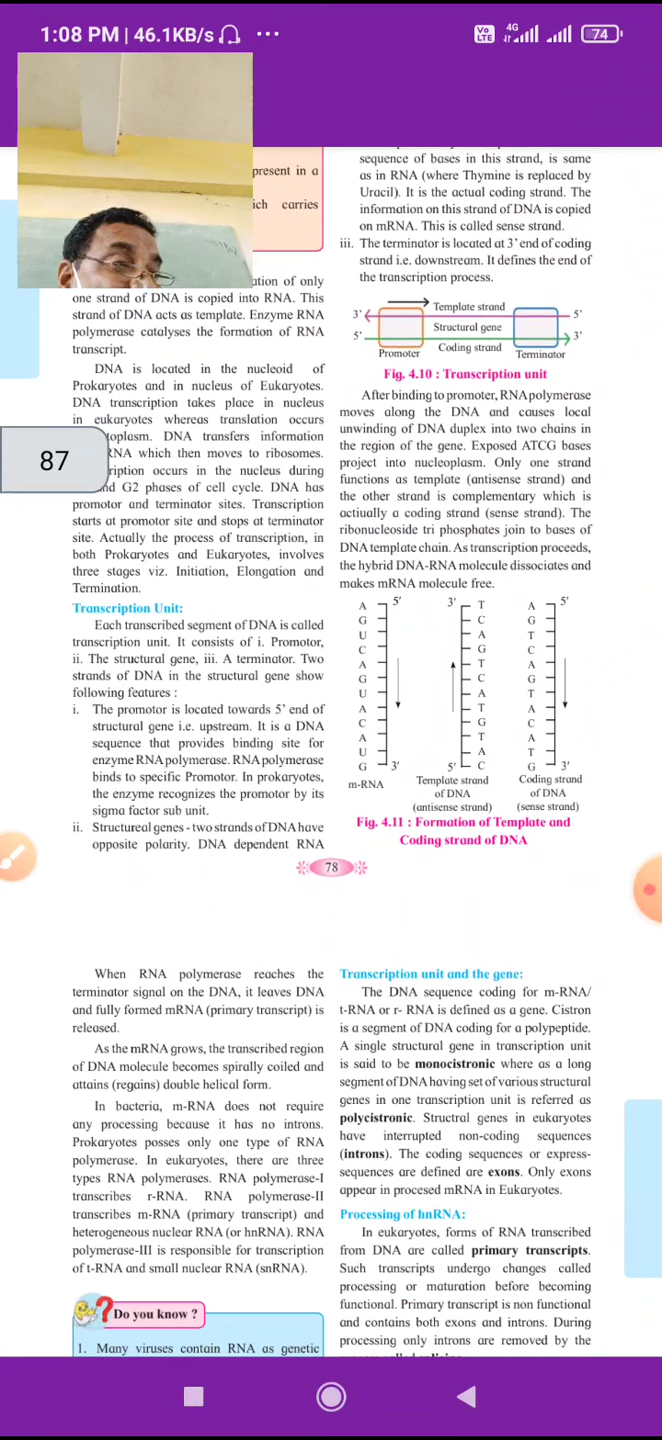 1:08 PM | 46.1KB/s ...
Vo LTE 4G 74
present in a
ich carries
ation of only
one strand of DNA is copied into RNA. This
strand of DNA acts as template. Enzyme RNA
polymerase catalyses the formation of RNA
transcript.
DNA is located in the nucleoid of
Prokaryotes and in nucleus of Eukaryotes.
DNA transcription takes place in nucleus
in eukaryotes whereas translation occurs
toplasm. DNA transfers information
RNA which then moves to ribosomes.
ription occurs in the nucleus during
nd G2 phases of cell cycle. DNA has
promotor and terminator sites. Transcription
starts at promotor site and stops at terminator
site. Actually the process of transcription, in
both Prokaryotes and Eukaryotes, involves
three stages viz. Initiation, Elongation and
Termination.
87
Transcription Unit:
Each transcribed segment of DNA is called
transcription unit. It consists of i. Promotor,
ii. The structural gene, iii. A terminator. Two
strands of DNA in the structural gene show
following features :
i. The promotor is located towards 5' end of
structural gene i.e. upstream. It is a DNA
sequence that provides binding site for
enzyme RNA polymerase. RNA polymerase
binds to specific Promotor. In prokaryotes,
the enzyme recognizes the promotor by its
sigma factor sub unit.
ii. Structureal genes - two strands of DNA have
opposite polarity. DNA dependent RNA
sequence of bases in this strand, is same
as in RNA (where Thymine is replaced by
Uracil). It is the actual coding strand. The
information on this strand of DNA is copied
on mRNA. This is called sense strand.
iii. The terminator is located at 3' end of coding
strand i.e. downstream. It defines the end of
the transcription process.
Template strand
3' 5'
Structural gene
5' 3'
Coding strand
Promoter Terminator
Fig. 4.10 : Transcription unit
After binding to promoter, RNA polymerase
moves along the DNA and causes local
unwinding of DNA duplex into two chains in
the region of the gene. Exposed ATCG bases
project into nucleoplasm. Only one strand
functions as template (antisense strand) and
the other strand is complementary which is
actiually a coding strand (sense strand). The
ribonucleoside tri phosphates join to bases of
DNA template chain. As transcription proceeds,
the hybrid DNA-RNA molecule dissociates and
makes mRNA molecule free.
A 5' 3' T A 5'
G C G
U A T
C G C
A T A
G C G
U A T
A T A
C G C
A T A
U A T
G 3' 5' C G 3'
m-RNA Template strand Coding strand
of DNA of DNA
(antisense strand) (sense strand)
Fig. 4.11 : Formation of Template and
Coding strand of DNA
78
When RNA polymerase reaches the
terminator signal on the DNA, it leaves DNA
and fully formed mRNA (primary transcript) is
released.
As the mRNA grows, the transcribed region
of DNA molecule becomes spirally coiled and
attains (regains) double helical form.
In bacteria, m-RNA does not require
any processing because it has no introns.
Prokaryotes posses only one type of RNA
polymerase. In eukaryotes, there are three
types RNA polymerases. RNA polymerase-I
transcribes r-RNA. RNA polymerase-II
transcribes m-RNA (primary transcript) and
heterogeneous nuclear RNA (or hnRNA). RNA
polymerase-III is responsible for transcription
of t-RNA and small nuclear RNA (snRNA).
Do you know ?
1. Many viruses contain RNA as genetic
Transcription unit and the gene:
The DNA sequence coding for m-RNA/
t-RNA or r- RNA is defined as a gene. Cistron
is a segment of DNA coding for a polypeptide.
A single structural gene in transcription unit
is said to be monocistronic where as a long
segment of DNA having set of various structural
genes in one transcription unit is referred as
polycistronic. Structral genes in eukaryotes
have interrupted non-coding sequences
(introns). The coding sequences or express-
sequences are defined are exons. Only exons
appear in procesed mRNA in Eukaryotes.
Processing of hnRNA:
In eukaryotes, forms of RNA transcribed
from DNA are called primary transcripts.
Such transcripts undergo changes called
processing or maturation before becoming
functional. Primary transcript is non functional
and contains both exons and introns. During
processing only introns are removed by the